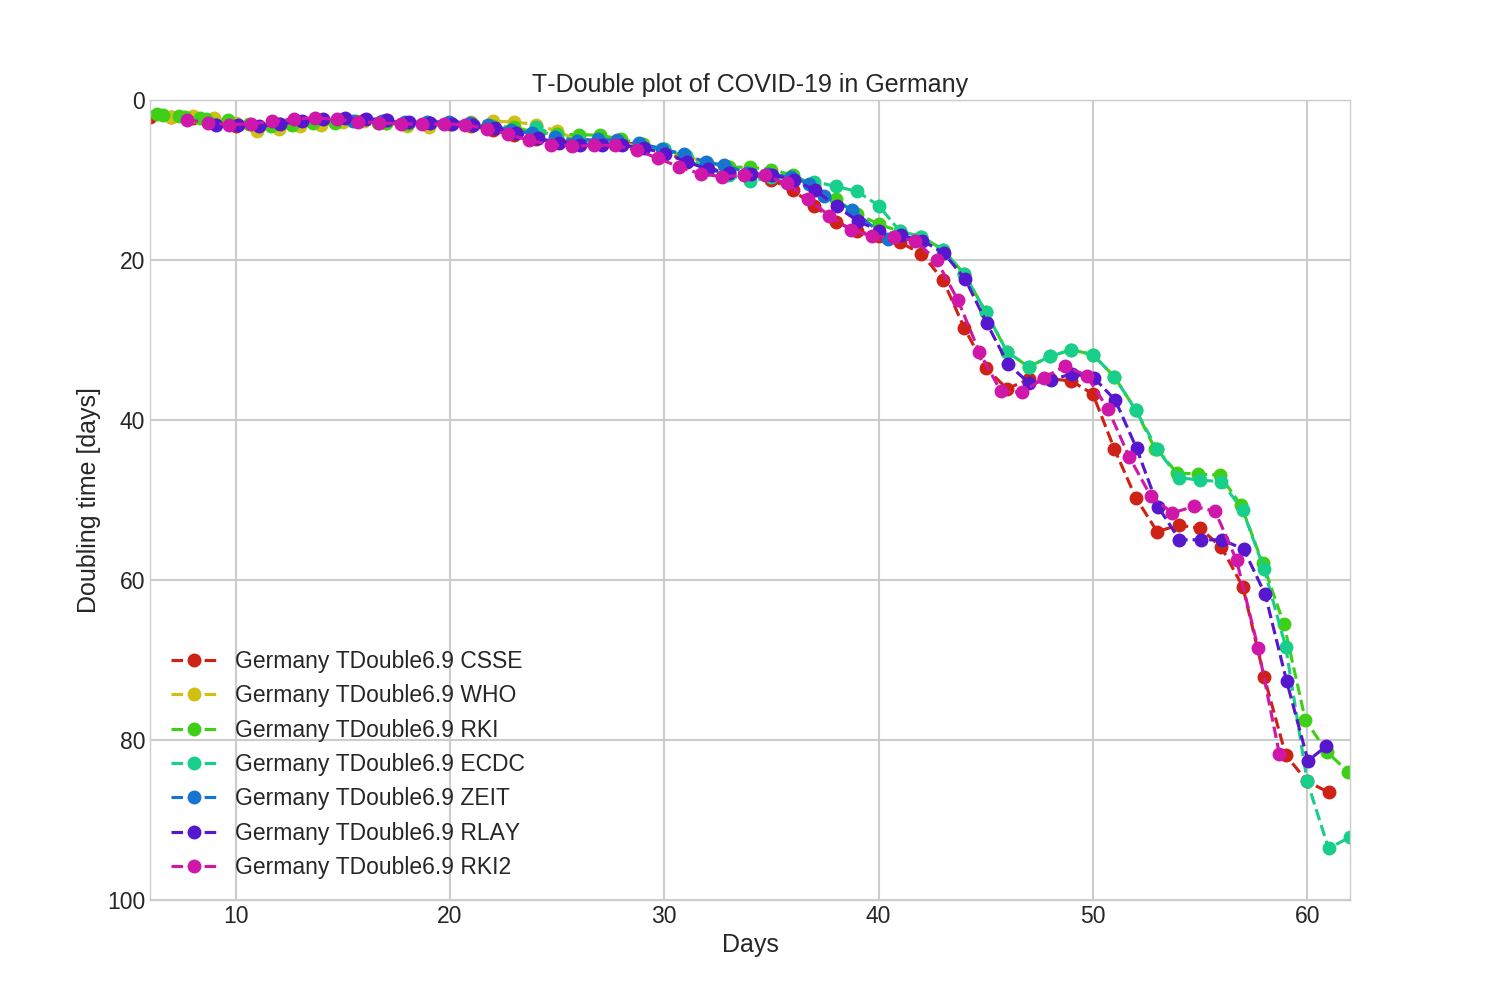 T-Double plot of COVID-19 in Germany
0
20
40
60
80
100
Doubling time [days]
Germany TDouble6.9 CSSE
Germany TDouble6.9 WHO
Germany TDouble6.9 RKI
Germany TDouble6.9 ECDC
Germany TDouble6.9 ZEIT
Germany TDouble6.9 RLAY
Germany TDouble6.9 RKI2
10 20 30 40 50 60
Days